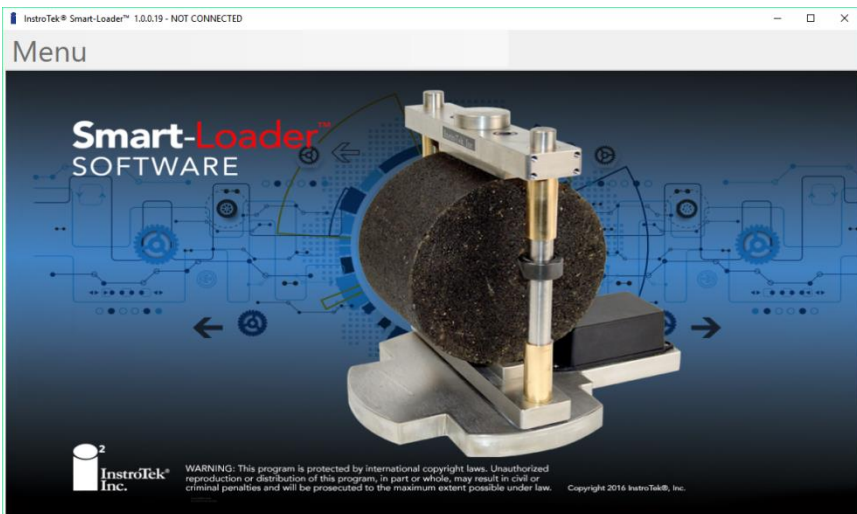 InstroTek® Smart-Loader™ 1.0.0.19 - NOT CONNECTED
Menu
Smart-Loader™
SOFTWARE
InstroTek Inc.
i²
InstroTek®
Inc.
WARNING: This program is protected by international copyright laws. Unauthorized
reproduction or distribution of this program, in part or whole, may result in civil or
criminal penalties and will be prosecuted to the maximum extent possible under law.
Copyright 2016 InstroTek®, Inc.